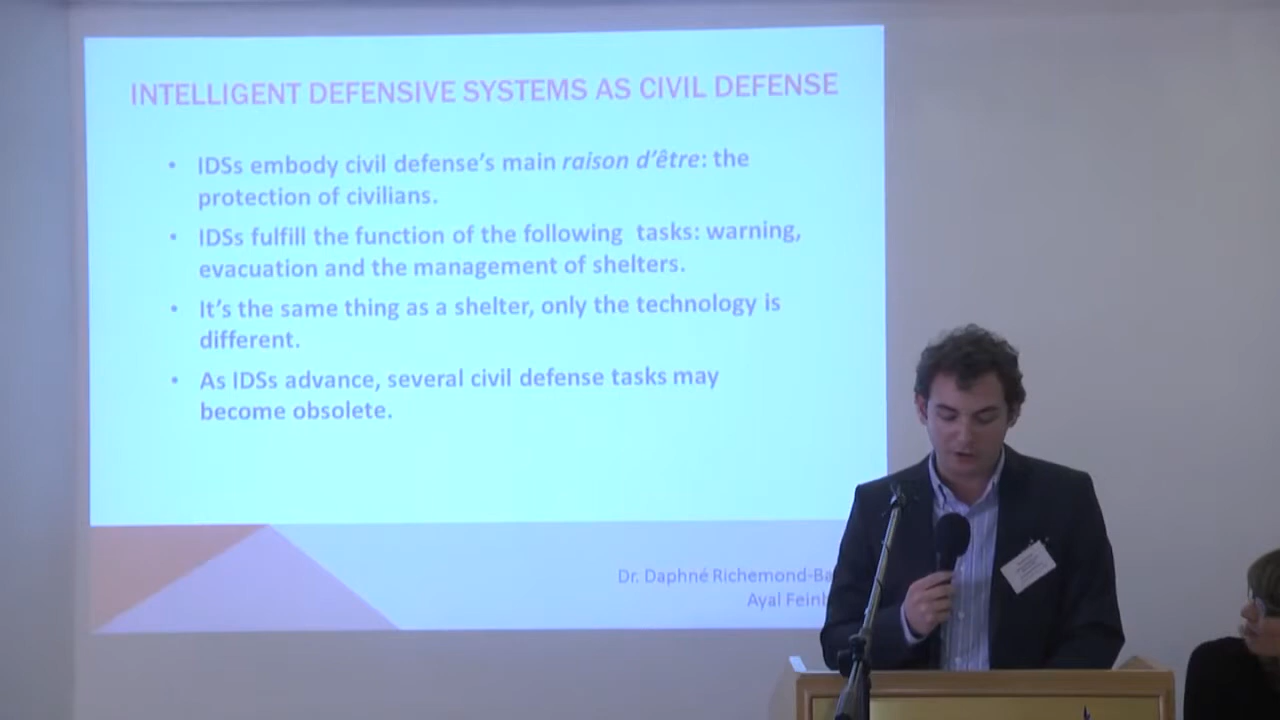 INTELLIGENT DEFENSIVE SYSTEMS AS CIVIL DEFENSE
• IDSs embody civil defense's main raison d'être: the
protection of civilians.
• IDSs fulfill the function of the following tasks: warning,
evacuation and the management of shelters.
• It's the same thing as a shelter, only the technology is
different.
• As IDSs advance, several civil defense tasks may
become obsolete.
Dr. Daphné Richemond-Ba
Ayal Feinb